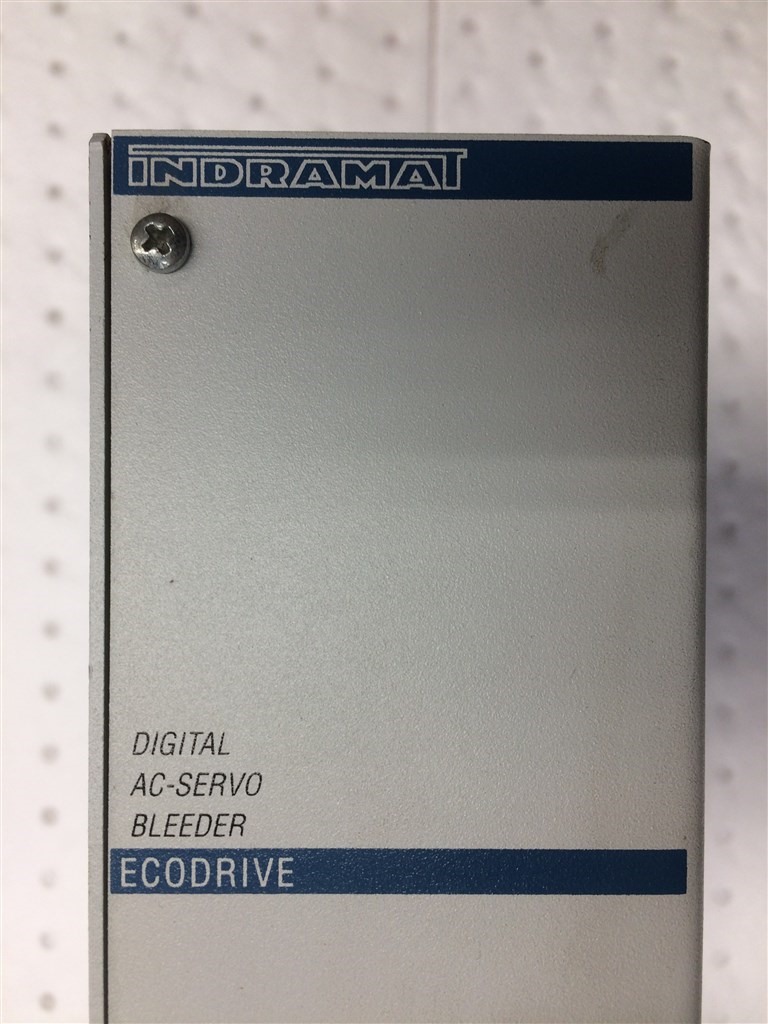 INDRAMAT
DIGITAL
AC-SERVO
BLEEDER
ECODRIVE